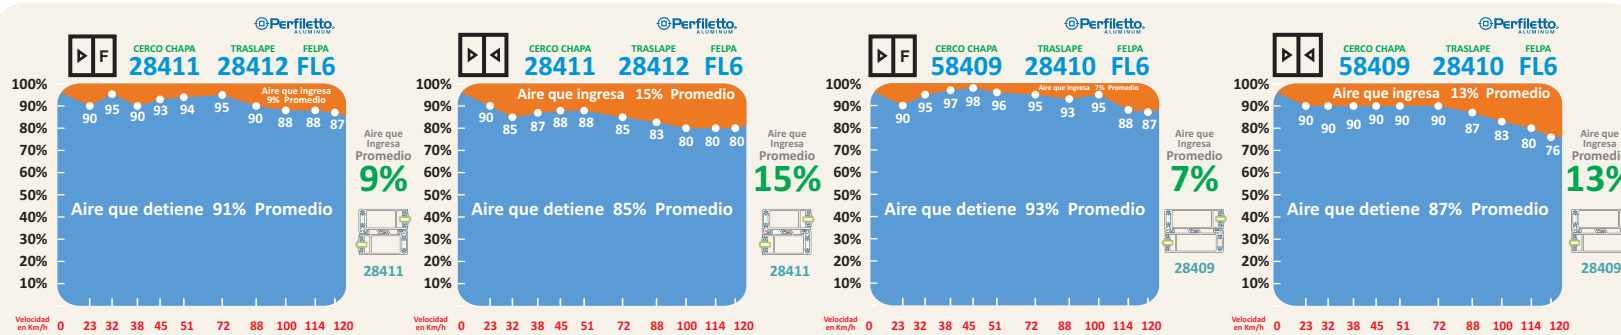 Perfiletto.
ALUMINUM
F
CERCO CHAPA TRASLAPE FELPA
28411 28412 FL6
100%
90%
80%
70%
60%
50%
40%
30%
20%
10%
Aire que ingresa
9% Promedio
90 95 90 93 94 95 90 88 88 87
Aire que detiene 91% Promedio
Aire que
Ingresa
Promedio
9%
28411
Velocidad
en Km/h
0 23 32 38 45 51 72 88 100 114 120
Perfiletto.
ALUMINUM
CERCO CHAPA TRASLAPE FELPA
28411 28412 FL6
100%
90%
80%
70%
60%
50%
40%
30%
20%
10%
Aire que ingresa 15% Promedio
90 85 87 88 88 85 83 80 80 80
Aire que detiene 85% Promedio
Aire que
Ingresa
Promedio
15%
28411
Velocidad
en Km/h
0 23 32 38 45 51 72 88 100 114 120
Perfiletto.
ALUMINUM
F
CERCO CHAPA TRASLAPE FELPA
58409 28410 FL6
100%
90%
80%
70%
60%
50%
40%
30%
20%
10%
Aire que ingresa 7% Promedio
90 95 97 98 96 95 93 95 88 87
Aire que detiene 93% Promedio
Aire que
Ingresa
Promedio
7%
28409
Velocidad
en Km/h
0 23 32 38 45 51 72 88 100 114 120
Perfiletto.
ALUMINUM
CERCO CHAPA TRASLAPE FELPA
58409 28410 FL6
100%
90%
80%
70%
60%
50%
40%
30%
20%
10%
Aire que ingresa 13% Promedio
90 90 90 90 90 90 87 83 80 76
Aire que detiene 87% Promedio
Aire que
Ingresa
Promedi
13%
28409
Velocidad
en Km/h
0 23 32 38 45 51 72 88 100 114 120